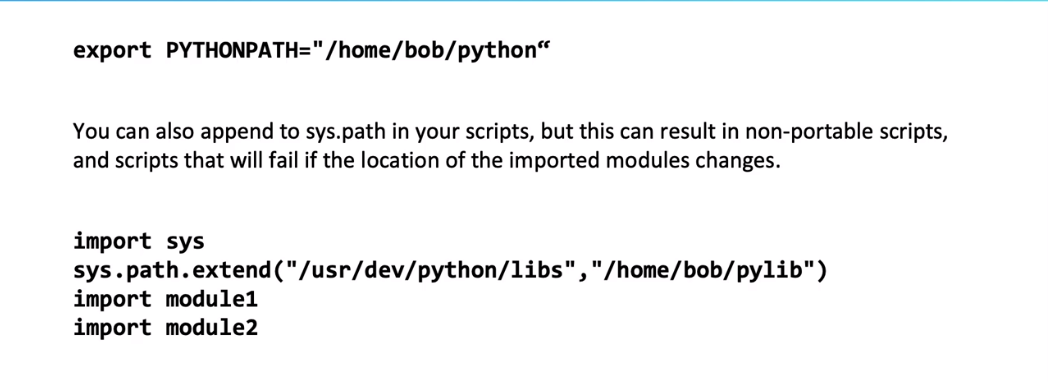 export PYTHONPATH="/home/bob/python“
You can also append to sys.path in your scripts, but this can result in non-portable scripts,
and scripts that will fail if the location of the imported modules changes.
import sys
sys.path.extend("/usr/dev/python/libs","/home/bob/pylib")
import module1
import module2